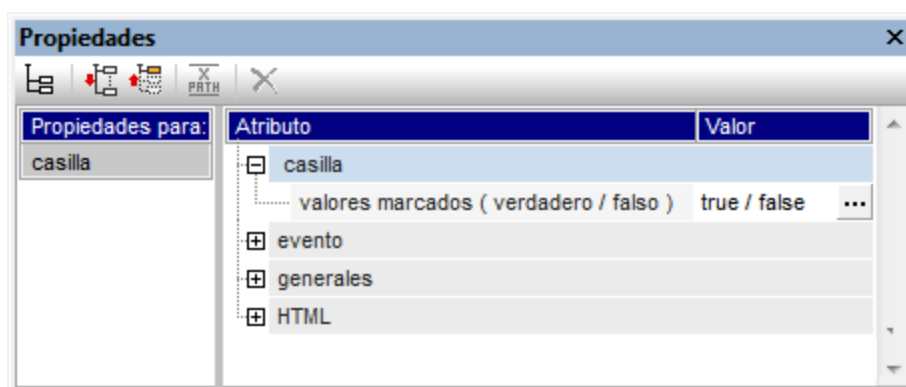 Propiedades
X PATH
Propiedades para: Atributo Valor
casilla casilla
valores marcados ( verdadero / falso ) true / false ...
evento
generales
HTML